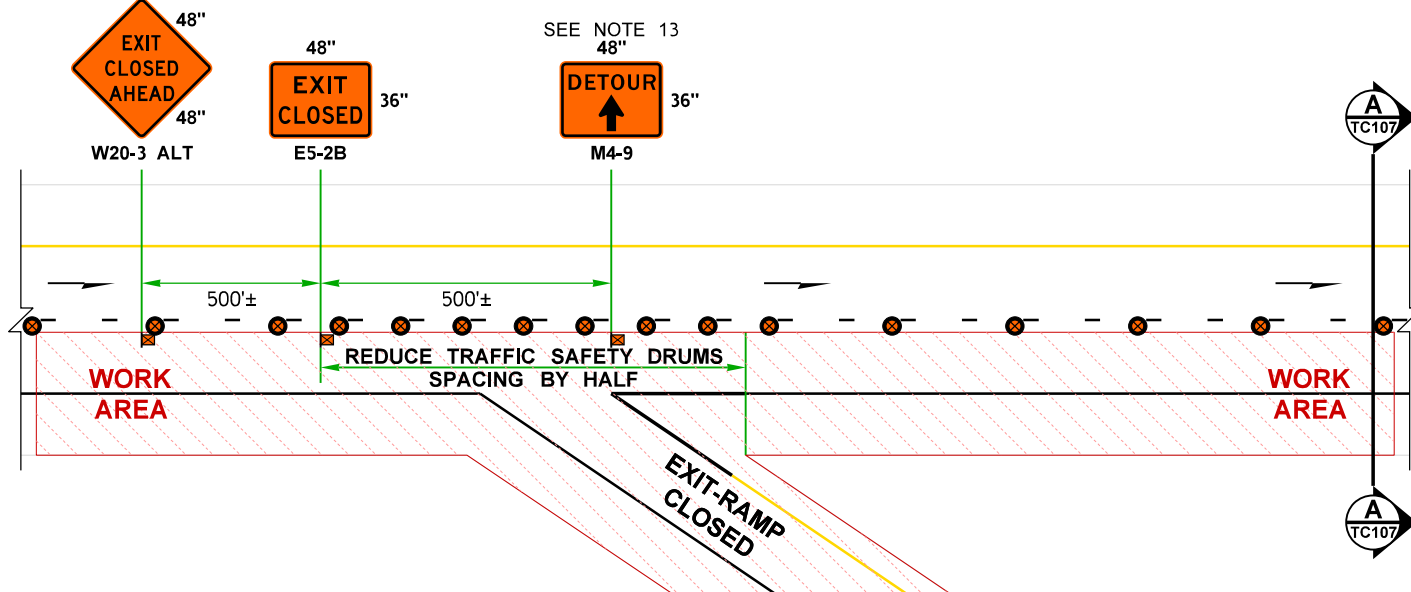 EXIT
CLOSED
AHEAD
48"
48"
W20-3 ALT
48"
EXIT
CLOSED
36"
E5-2B
SEE NOTE 13
48"
DETOUR
36"
M4-9
A
TC107
500'±
500'±
REDUCE TRAFFIC SAFETY DRUMS
SPACING BY HALF
WORK
AREA
WORK
AREA
EXIT-RAMP
CLOSED
A
TC107